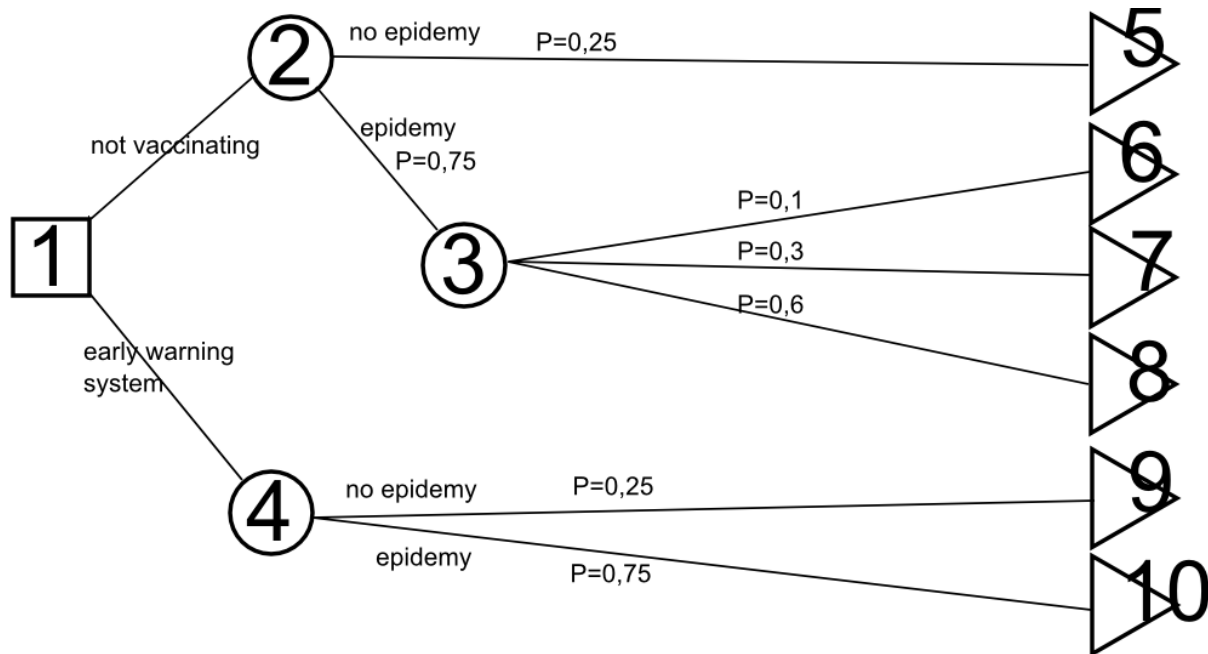 no epidemy
P=0,25
5
2
epidemy
P=0,75
not vaccinating
6
P=0,1
1
3
P=0,3
7
P=0,6
early warning
system
8
no epidemy
P=0,25
9
4
epidemy
P=0,75
10